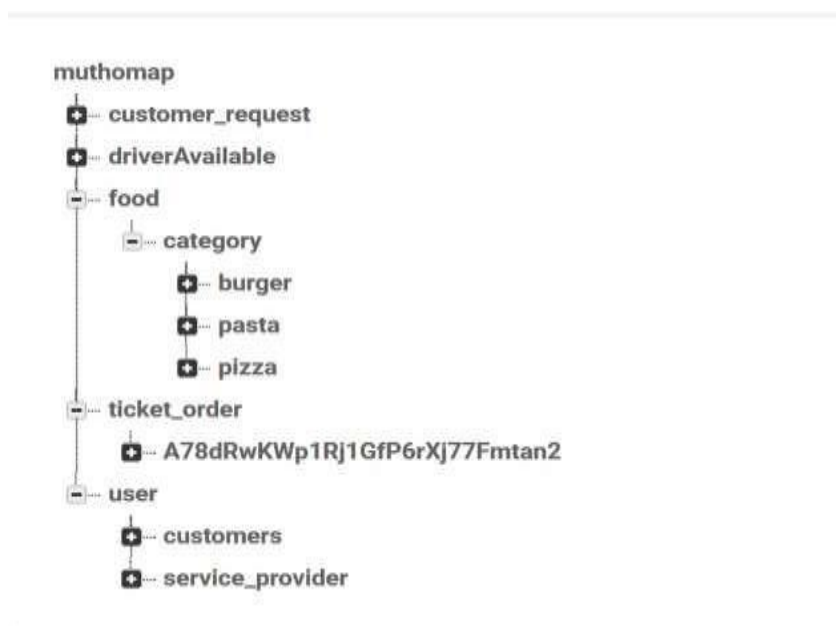 muthomap
customer_request
driverAvailable
food
category
burger
pasta
pizza
ticket_order
A78dRwKWp1Rj1GfP6rXj77Fmtan2
user
customers
service_provider